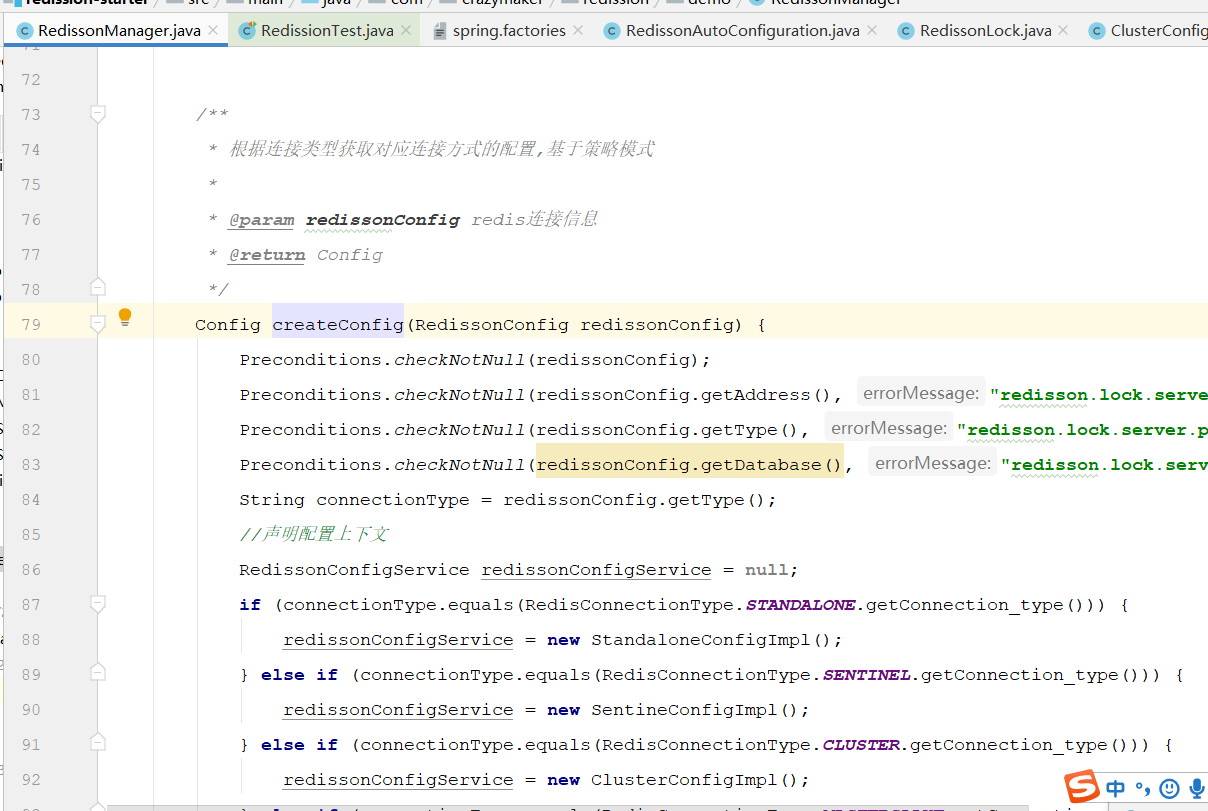 redission-starter / src / main / java / com / crazymaker / redission / demo / RedissonManager
RedissonManager.java RedissionTest.java spring.factories RedissonAutoConfiguration.java RedissonLock.java ClusterConfig
71
72
73 /**
74 * 根据连接类型获取对应连接方式的配置,基于策略模式
75 *
76 * @param redissonConfig redis连接信息
77 * @return Config
78 */
79 Config createConfig(RedissonConfig redissonConfig) {
80 Preconditions.checkNotNull(redissonConfig);
81 Preconditions.checkNotNull(redissonConfig.getAddress(), errorMessage: "redisson.lock.serve
82 Preconditions.checkNotNull(redissonConfig.getType(), errorMessage: "redisson.lock.server.p
83 Preconditions.checkNotNull(redissonConfig.getDatabase(), errorMessage: "redisson.lock.serv
84 String connectionType = redissonConfig.getType();
85 //声明配置上下文
86 RedissonConfigService redissonConfigService = null;
87 if (connectionType.equals(RedisConnectionType.STANDALONE.getConnection_type())) {
88 redissonConfigService = new StandaloneConfigImpl();
89 } else if (connectionType.equals(RedisConnectionType.SENTINEL.getConnection_type())) {
90 redissonConfigService = new SentineConfigImpl();
91 } else if (connectionType.equals(RedisConnectionType.CLUSTER.getConnection_type())) {
92 redissonConfigService = new ClusterConfigImpl();
中